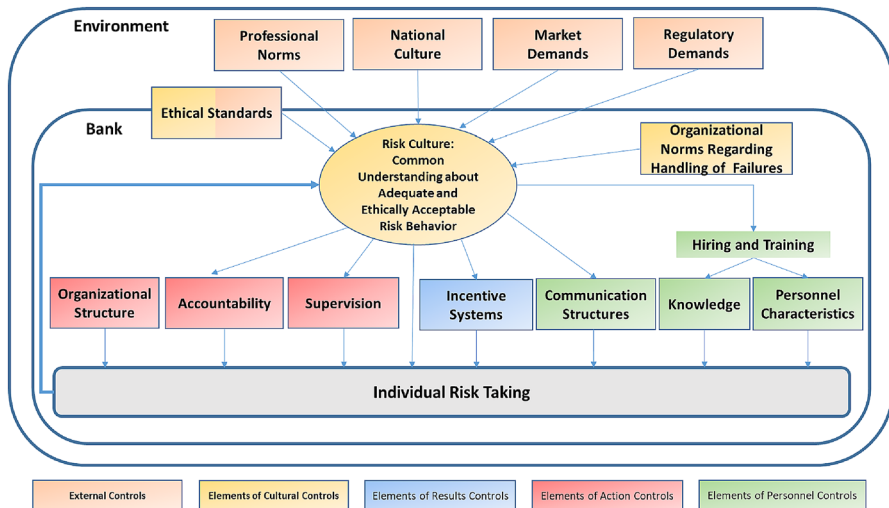 Environment
Professional
Norms
National
Culture
Market
Demands
Regulatory
Demands
Ethical Standards
Bank
Organizational
Norms Regarding
Handling of Failures
Risk Culture:
Common
Understanding about
Adequate and
Ethically Acceptable
Risk Behavior
Hiring and Training
Organizational
Structure
Accountability
Supervision
Incentive
Systems
Communication
Structures
Knowledge
Personnel
Characteristics
Individual Risk Taking
External Controls
Elements of Cultural Controls
Elements of Results Controls
Elements of Action Controls
Elements of Personnel Controls